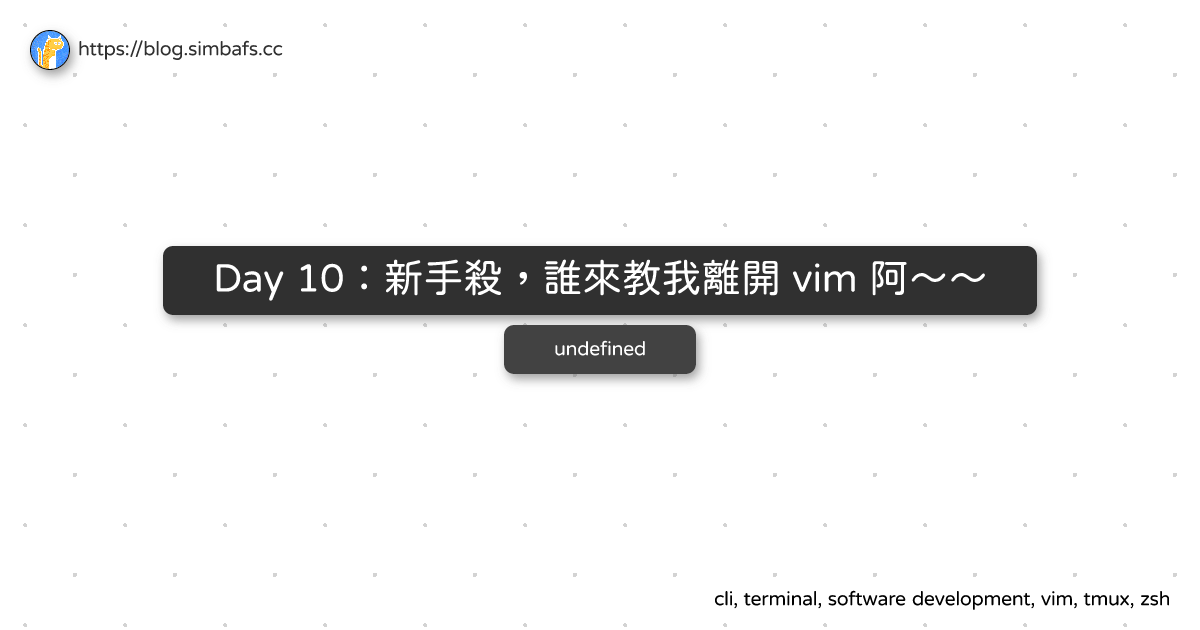 https://blog.simbafs.cc
Day 10：新手殺，誰來教我離開 vim 阿～～
undefined
cli, terminal, software development, vim, tmux, zsh